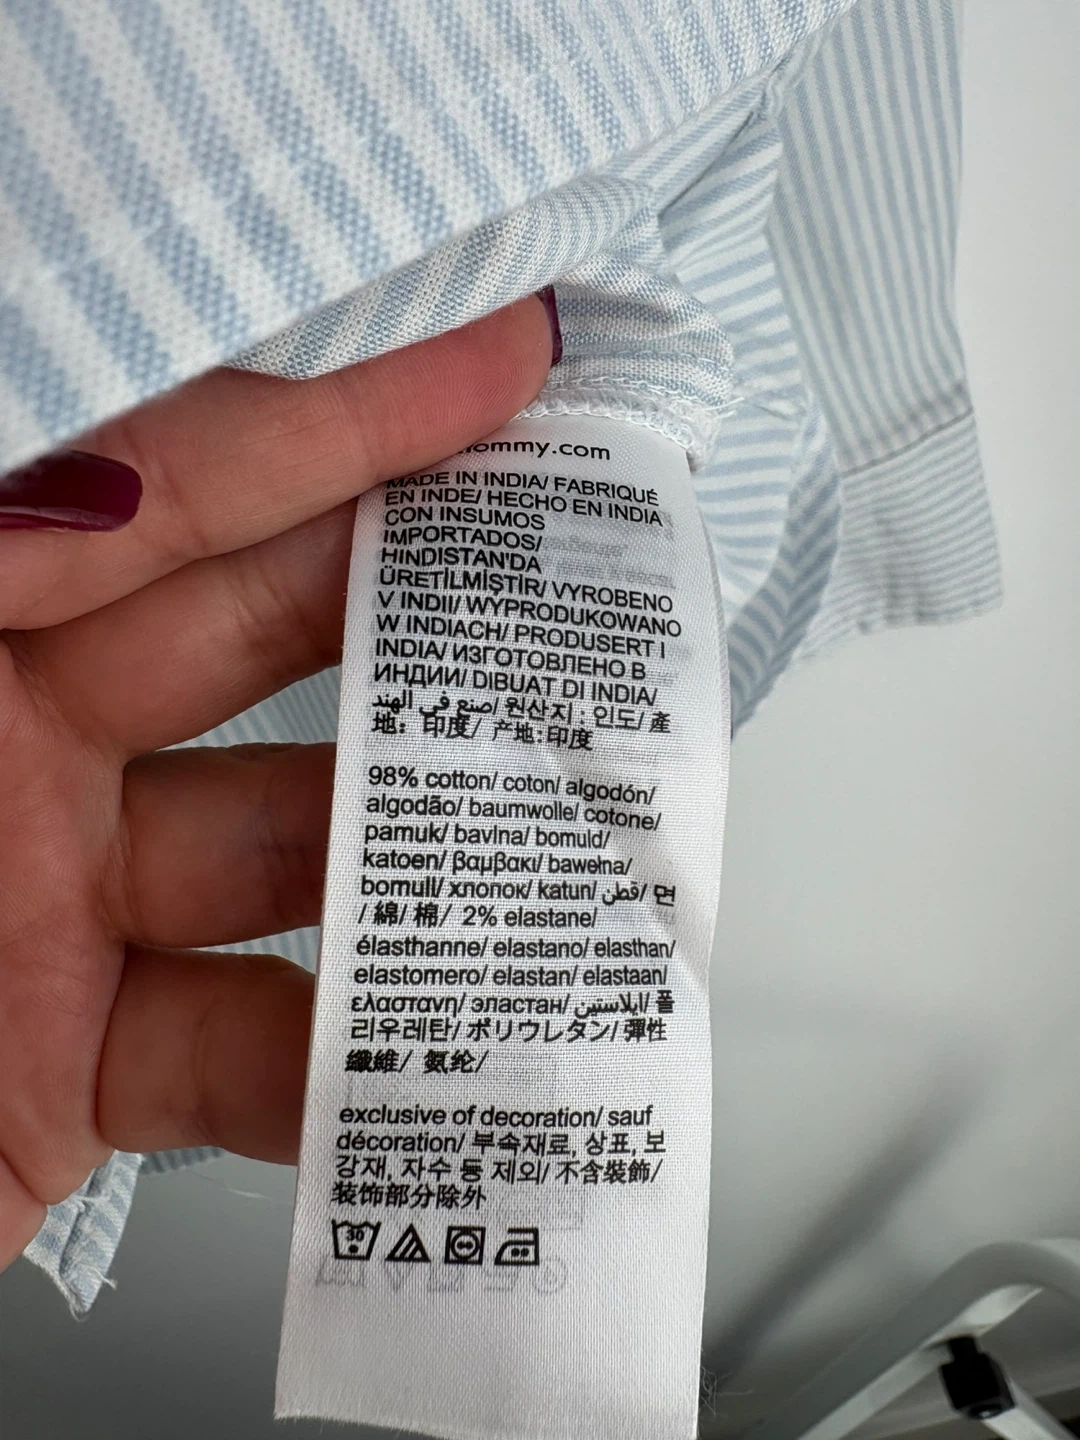 ommy.com
MADE IN INDIA/ FABRIQUÉ
EN INDE/ HECHO EN INDIA
CON INSUMOS
IMPORTADOS/
HINDISTAN'DA
ÜRETİLMİŞTİR/ VYROBENO
V INDII/ WYPRODUKOWANO
W INDIACH/ PRODUSERT I
INDIA/ ИЗГОТОВЛЕНО В
ИНДИИ/ DIBUAT DI INDIA/
صنع في الهند/ 원산지 : 인도/ 產
地：印度/ 产地:印度
98% cotton/ coton/ algodón/
algodão/ baumwolle/ cotone/
pamuk/ bavlna/ bomuld/
katoen/ βαμβακι/ bawełna/
bomull/ хлопок/ katun/ قطن/ 면
/ 綿/ 棉/ 2% elastane/
élasthanne/ elastano/ elasthan/
elastomero/ elastan/ elastaan/
ελαστανη/ эластан/ إيلاستين/ 폴
리우레탄/ ポリウレタン/ 彈性
纖維/ 氨纶/
exclusive of decoration/ sauf
décoration/ 부속재료, 상표, 보
강재, 자수 등 제외/ 不含裝飾/
装饰部分除外
30